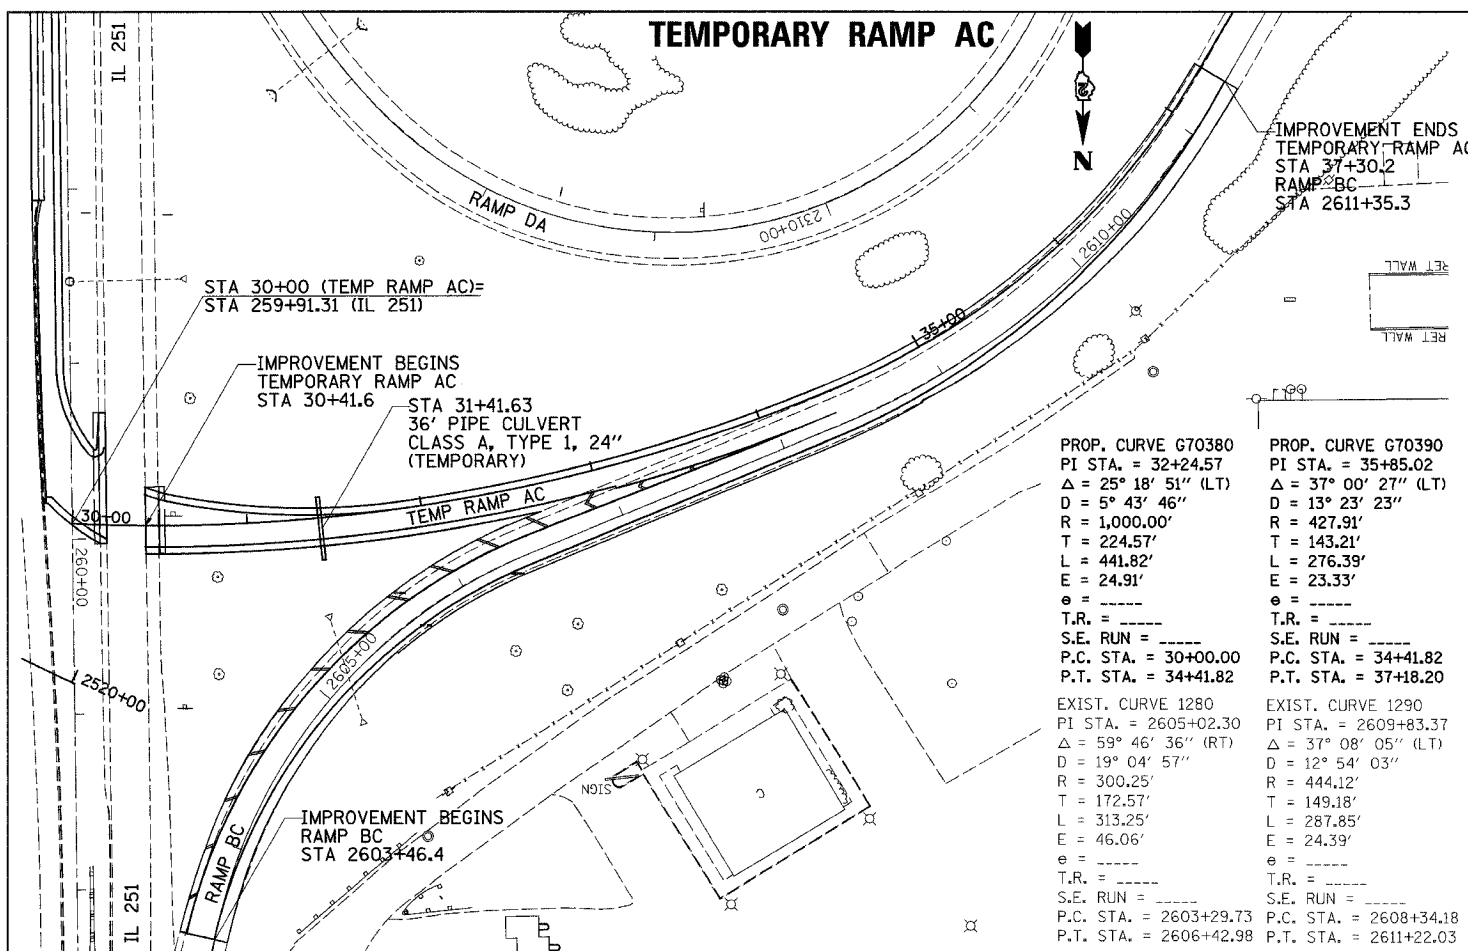 TEMPORARY RAMP AC
IL 251
N
IMPROVEMENT ENDS
TEMPORARY RAMP AC
STA 37+30.2
RAMP BC
STA 2611+35.3
RAMP DA
2310+00
2610+00
RET WALL
RET WALL
STA 30+00 (TEMP RAMP AC)=
STA 259+91.31 (IL 251)
35+00
IMPROVEMENT BEGINS
TEMPORARY RAMP AC
STA 30+41.6
STA 31+41.63
36' PIPE CULVERT
CLASS A, TYPE 1, 24"
(TEMPORARY)
TEMP RAMP AC
30+00
260+00
2605+00
2520+00
SIGN
C
IMPROVEMENT BEGINS
RAMP BC
STA 2603+46.4
RAMP BC
IL 251
PROP. CURVE G70380
PI STA. = 32+24.57
Δ = 25° 18' 51" (LT)
D = 5° 43' 46"
R = 1,000.00'
T = 224.57'
L = 441.82'
E = 24.91'
e = _____
T.R. = _____
S.E. RUN = _____
P.C. STA. = 30+00.00
P.T. STA. = 34+41.82
PROP. CURVE G70390
PI STA. = 35+85.02
Δ = 37° 00' 27" (LT)
D = 13° 23' 23"
R = 427.91'
T = 143.21'
L = 276.39'
E = 23.33'
e = _____
T.R. = _____
S.E. RUN = _____
P.C. STA. = 34+41.82
P.T. STA. = 37+18.20
EXIST. CURVE 1280
PI STA. = 2605+02.30
Δ = 59° 46' 36" (RT)
D = 19° 04' 57"
R = 300.25'
T = 172.57'
L = 313.25'
E = 46.06'
e = _____
T.R. = _____
S.E. RUN = _____
P.C. STA. = 2603+29.73
P.T. STA. = 2606+42.98
EXIST. CURVE 1290
PI STA. = 2609+83.37
Δ = 37° 08' 05" (LT)
D = 12° 54' 03"
R = 444.12'
T = 149.18'
L = 287.85'
E = 24.39'
e = _____
T.R. = _____
S.E. RUN = _____
P.C. STA. = 2608+34.18
P.T. STA. = 2611+22.03